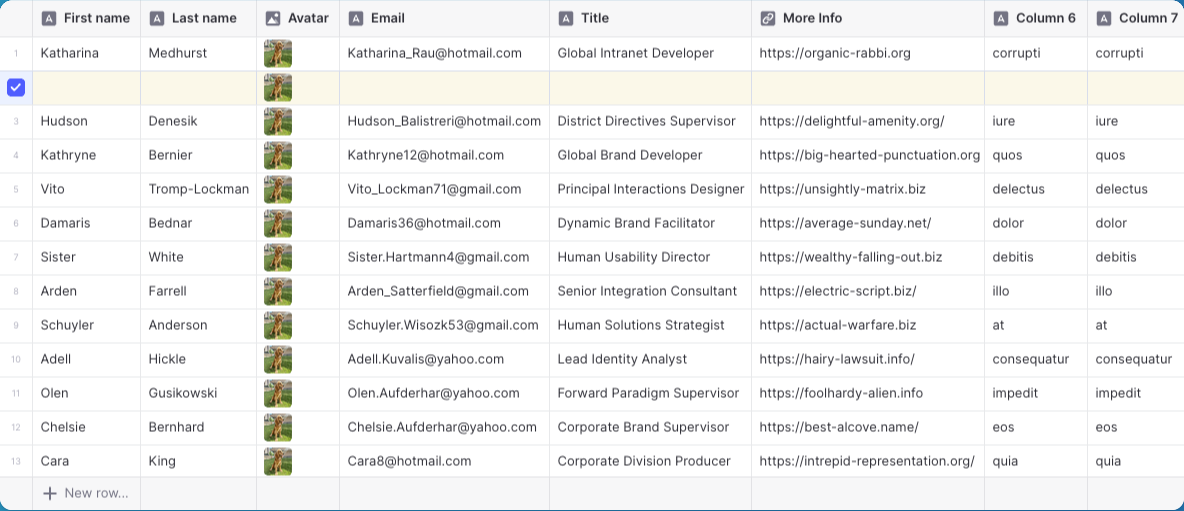 First name Last name Avatar Email Title More Info Column 6 Column 7
1 Katharina Medhurst Katharina_Rau@hotmail.com Global Intranet Developer https://organic-rabbi.org corrupti corrupti
3 Hudson Denesik Hudson_Balistreri@hotmail.com District Directives Supervisor https://delightful-amenity.org/ iure iure
4 Kathryne Bernier Kathryne12@hotmail.com Global Brand Developer https://big-hearted-punctuation.org quos quos
5 Vito Tromp-Lockman Vito_Lockman71@gmail.com Principal Interactions Designer https://unsightly-matrix.biz delectus delectus
6 Damaris Bednar Damaris36@hotmail.com Dynamic Brand Facilitator https://average-sunday.net/ dolor dolor
7 Sister White Sister.Hartmann4@gmail.com Human Usability Director https://wealthy-falling-out.biz debitis debitis
8 Arden Farrell Arden_Satterfield@gmail.com Senior Integration Consultant https://electric-script.biz/ illo illo
9 Schuyler Anderson Schuyler.Wisozk53@gmail.com Human Solutions Strategist https://actual-warfare.biz at at
10 Adell Hickle Adell.Kuvalis@yahoo.com Lead Identity Analyst https://hairy-lawsuit.info/ consequatur consequatur
11 Olen Gusikowski Olen.Aufderhar@yahoo.com Forward Paradigm Supervisor https://foolhardy-alien.info impedit impedit
12 Chelsie Bernhard Chelsie.Aufderhar@yahoo.com Corporate Brand Supervisor https://best-alcove.name/ eos eos
13 Cara King Cara8@hotmail.com Corporate Division Producer https://intrepid-representation.org/ quia quia
New row...